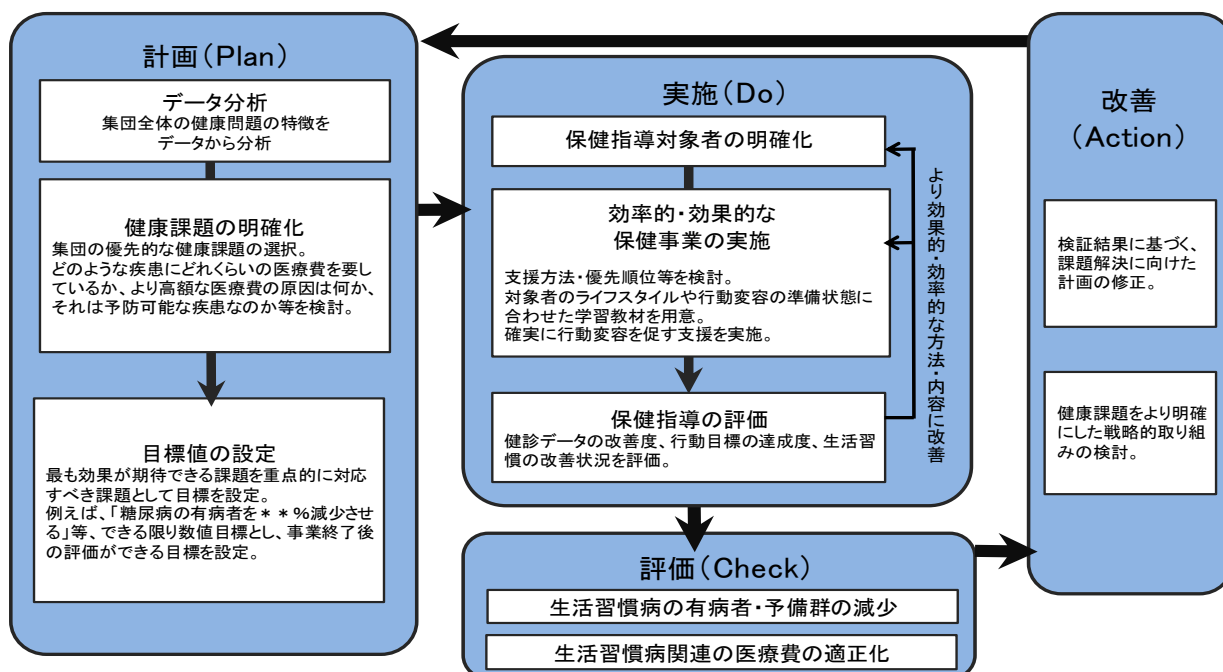 計画(Plan)
データ分析
集団全体の健康問題の特徴を
データから分析
健康課題の明確化
集団の優先的な健康課題の選択。
どのような疾患にどれくらいの医療費を要し
ているか、より高額な医療費の原因は何か、
それは予防可能な疾患なのか等を検討。
目標値の設定
最も効果が期待できる課題を重点的に対応
すべき課題として目標を設定。
例えば、「糖尿病の有病者を**%減少させ
る」等、できる限り数値目標とし、事業終了後
の評価ができる目標を設定。
実施(Do)
保健指導対象者の明確化
効率的・効果的な
保健事業の実施
支援方法・優先順位等を検討。
対象者のライフスタイルや行動変容の準備状態に
合わせた学習教材を用意。
確実に行動変容を促す支援を実施。
保健指導の評価
健診データの改善度、行動目標の達成度、生活習
慣の改善状況を評価。
より効果的・効率的な方法・内容に改善
評価(Check)
生活習慣病の有病者・予備群の減少
生活習慣病関連の医療費の適正化
改善
(Action)
検証結果に基づく、
課題解決に向けた
計画の修正。
健康課題をより明確
にした戦略的取り組
みの検討。